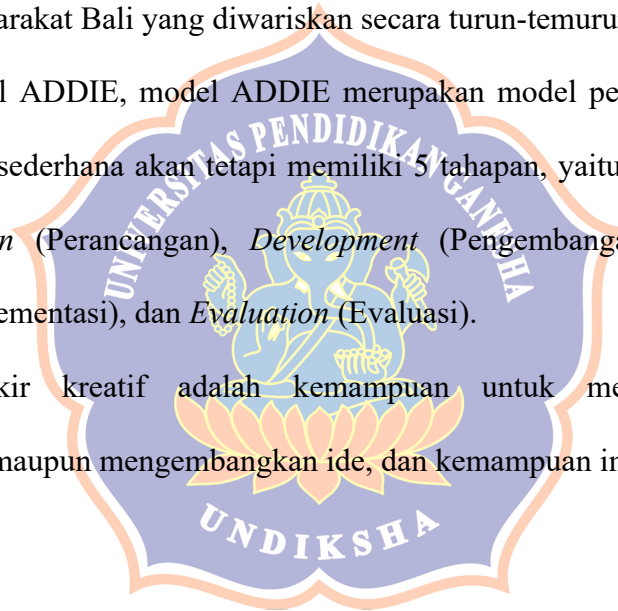 arakat Bali yang diwariskan secara turun-temuru
l ADDIE, model ADDIE merupakan model pe
sederhana akan tetapi memiliki 5 tahapan, yaitu
n (Perancangan), Development (Pengembanga
ementasi), dan Evaluation (Evaluasi).
kir kreatif adalah kemampuan untuk me
maupun mengembangkan ide, dan kemampuan in
UNIVERSITAS PENDIDIKAN GANESHA
UNDIKSHA